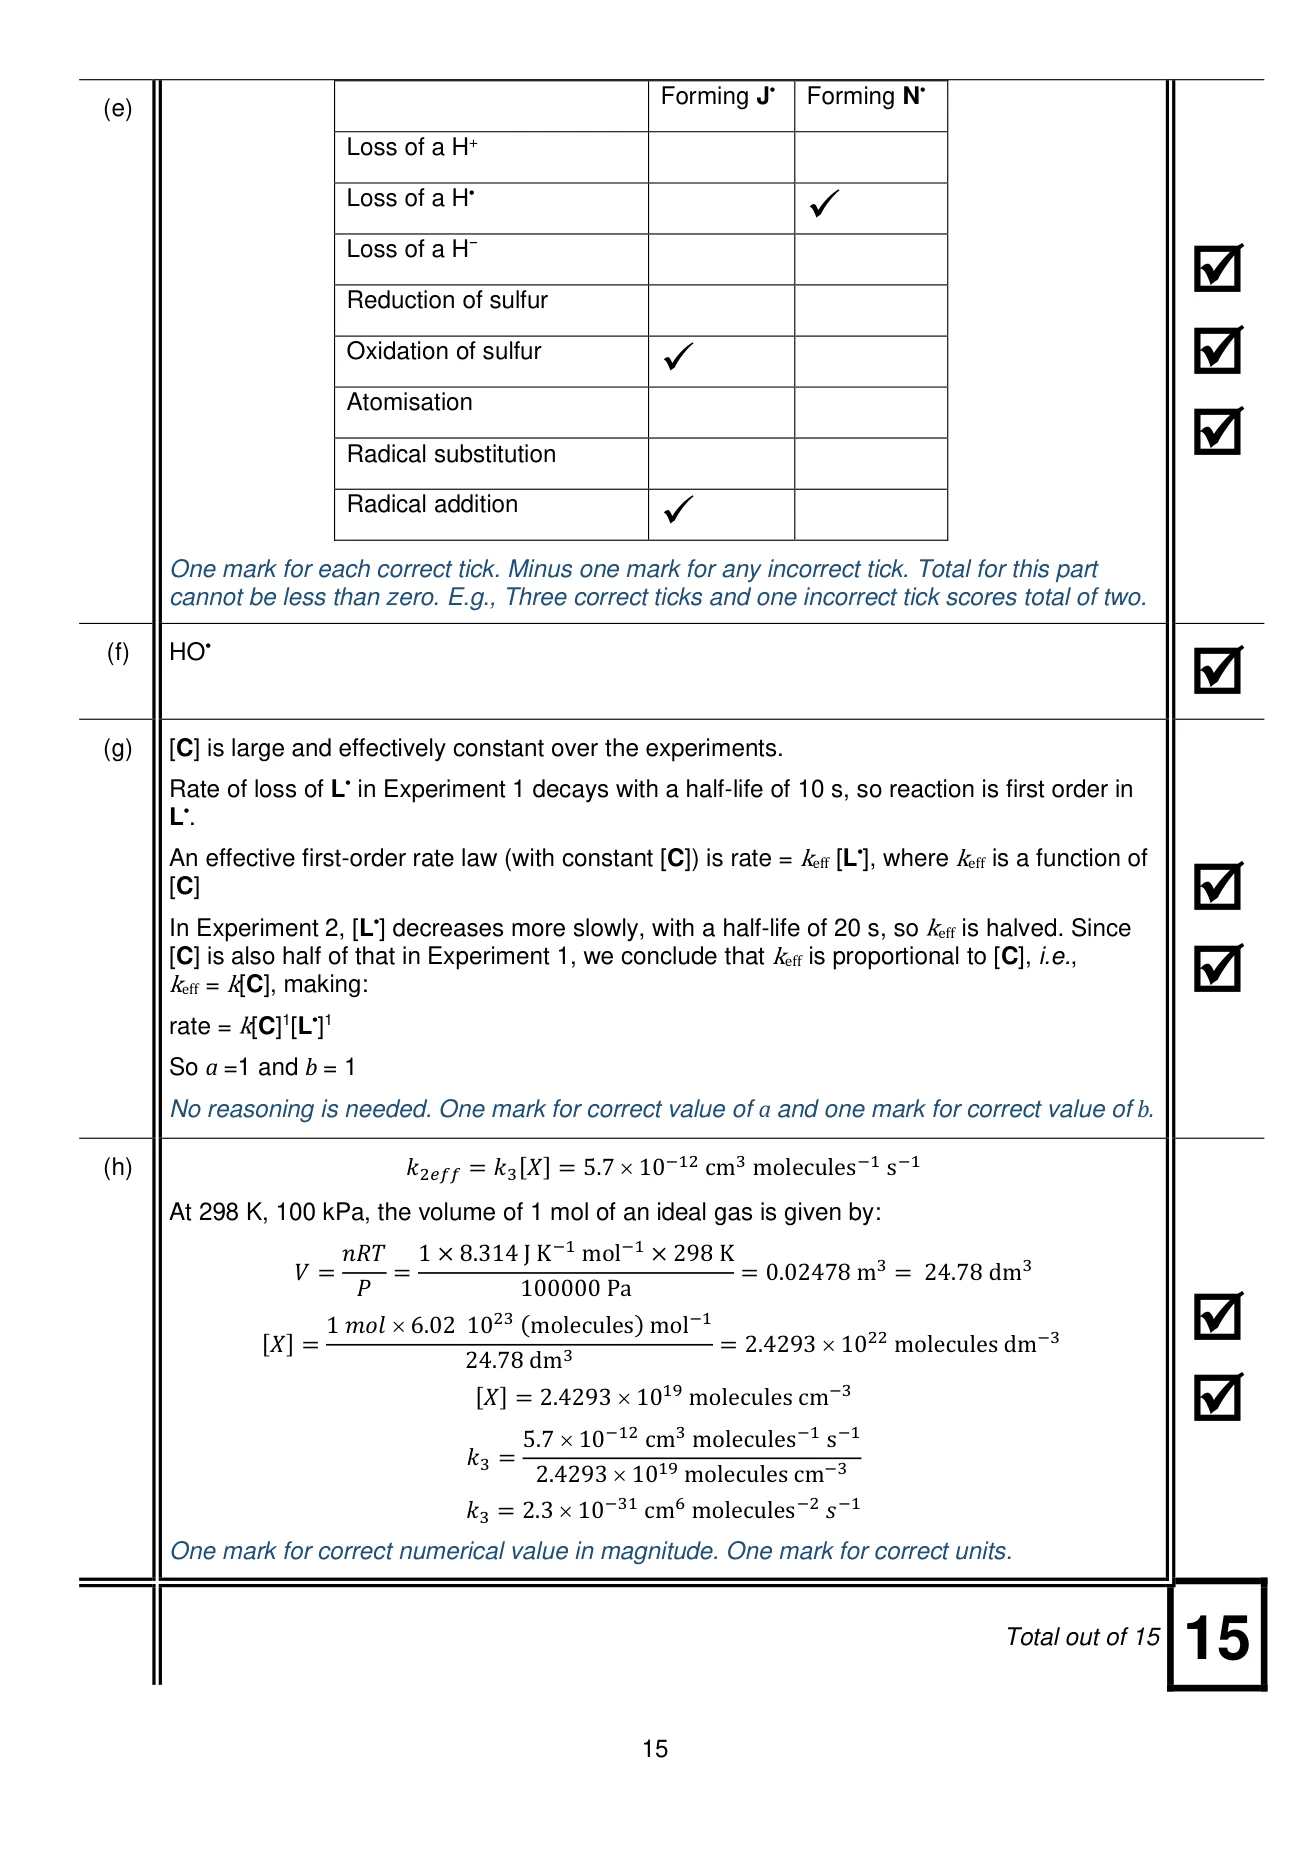 (e)
Forming J• Forming N•
Loss of a H⁺
Loss of a H• ✓
Loss of a H⁻
Reduction of sulfur
Oxidation of sulfur ✓
Atomisation
Radical substitution
Radical addition ✓
One mark for each correct tick. Minus one mark for any incorrect tick. Total for this part
cannot be less than zero. E.g., Three correct ticks and one incorrect tick scores total of two.
(f) HO•
(g) [C] is large and effectively constant over the experiments.
Rate of loss of L• in Experiment 1 decays with a half-life of 10 s, so reaction is first order in
L•.
An effective first-order rate law (with constant [C]) is rate = k_eff [L•], where k_eff is a function of
[C]
In Experiment 2, [L•] decreases more slowly, with a half-life of 20 s, so k_eff is halved. Since
[C] is also half of that in Experiment 1, we conclude that k_eff is proportional to [C], i.e.,
k_eff = k[C], making:
rate = k[C]¹[L•]¹
So a =1 and b = 1
No reasoning is needed. One mark for correct value of a and one mark for correct value of b.
(h) k_2eff = k₃[X] = 5.7 × 10⁻¹² cm³ molecules⁻¹ s⁻¹
At 298 K, 100 kPa, the volume of 1 mol of an ideal gas is given by:
V = nRT / P = 1 × 8.314 J K⁻¹ mol⁻¹ × 298 K / 100000 Pa = 0.02478 m³ = 24.78 dm³
[X] = 1 mol × 6.02 10²³ (molecules) mol⁻¹ / 24.78 dm³ = 2.4293 × 10²² molecules dm⁻³
[X] = 2.4293 × 10¹⁹ molecules cm⁻³
k₃ = 5.7 × 10⁻¹² cm³ molecules⁻¹ s⁻¹ / 2.4293 × 10¹⁹ molecules cm⁻³
k₃ = 2.3 × 10⁻³¹ cm⁶ molecules⁻² s⁻¹
One mark for correct numerical value in magnitude. One mark for correct units.
Total out of 15 15
15